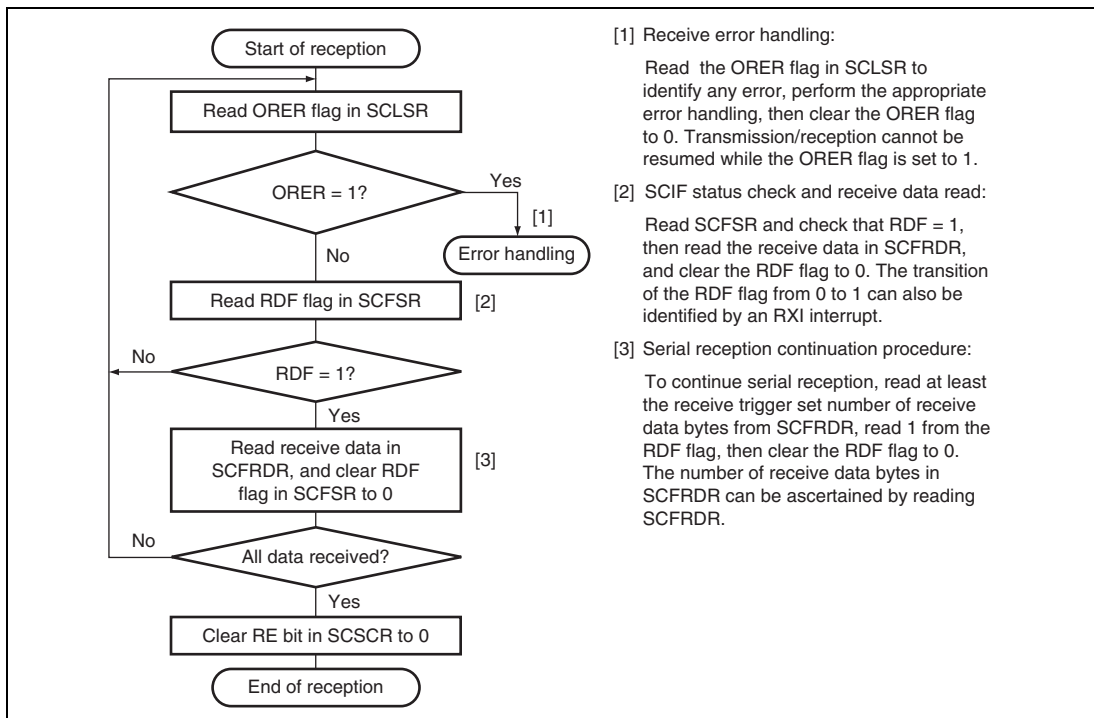 Start of reception
Read ORER flag in SCLSR
ORER = 1?
Yes
[1]
Error handling
No
Read RDF flag in SCFSR
[2]
No
RDF = 1?
Yes
Read receive data in
SCFRDR, and clear RDF
flag in SCFSR to 0
[3]
No
All data received?
Yes
Clear RE bit in SCSCR to 0
End of reception
[1] Receive error handling:
Read the ORER flag in SCLSR to
identify any error, perform the appropriate
error handling, then clear the ORER flag
to 0. Transmission/reception cannot be
resumed while the ORER flag is set to 1.
[2] SCIF status check and receive data read:
Read SCFSR and check that RDF = 1,
then read the receive data in SCFRDR,
and clear the RDF flag to 0. The transition
of the RDF flag from 0 to 1 can also be
identified by an RXI interrupt.
[3] Serial reception continuation procedure:
To continue serial reception, read at least
the receive trigger set number of receive
data bytes from SCFRDR, read 1 from the
RDF flag, then clear the RDF flag to 0.
The number of receive data bytes in
SCFRDR can be ascertained by reading
SCFRDR.